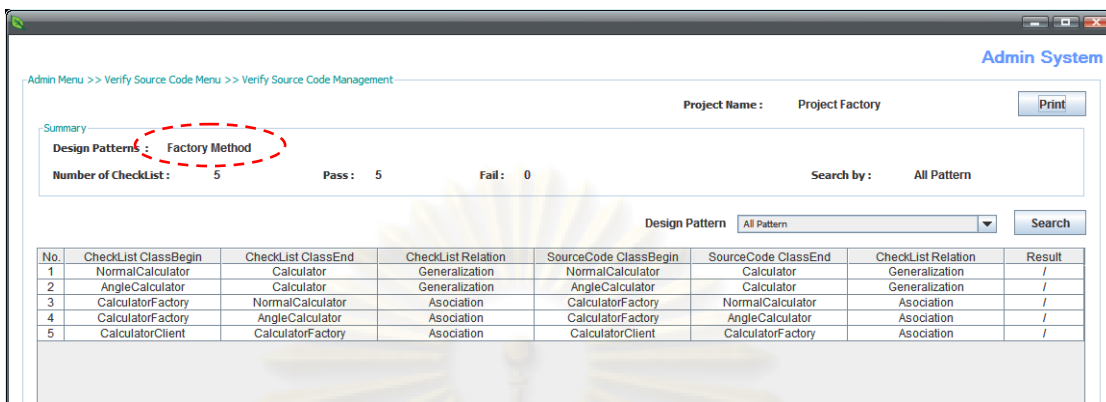 Admin System
Admin Menu >> Verify Source Code Menu >> Verify Source Code Management
Project Name : Project Factory Print
Summary
Design Patterns : Factory Method
Number of CheckList : 5 Pass : 5 Fail : 0 Search by : All Pattern
Design Pattern All Pattern Search
No. CheckList ClassBegin CheckList ClassEnd CheckList Relation SourceCode ClassBegin SourceCode ClassEnd CheckList Relation Result
1 NormalCalculator Calculator Generalization NormalCalculator Calculator Generalization /
2 AngleCalculator Calculator Generalization AngleCalculator Calculator Generalization /
3 CalculatorFactory NormalCalculator Asociation CalculatorFactory NormalCalculator Asociation /
4 CalculatorFactory AngleCalculator Asociation CalculatorFactory AngleCalculator Asociation /
5 CalculatorClient CalculatorFactory Asociation CalculatorClient CalculatorFactory Asociation /